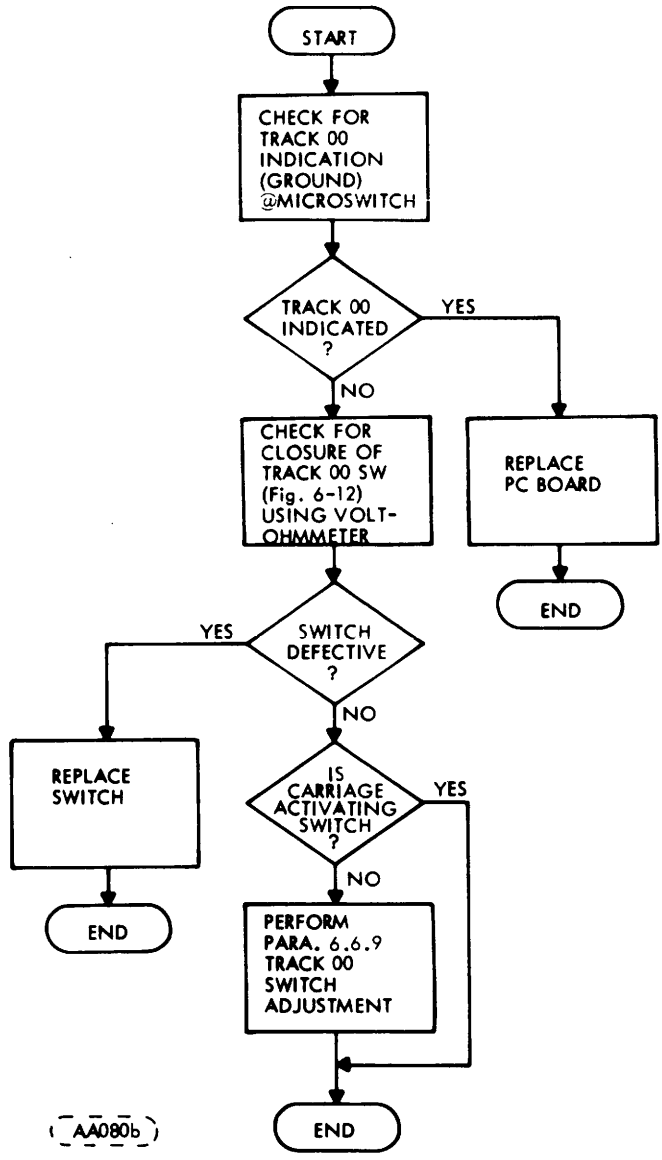 START
CHECK FOR
TRACK 00
INDICATION
(GROUND)
@MICROSWITCH
TRACK 00
INDICATED
?
YES
NO
CHECK FOR
CLOSURE OF
TRACK 00 SW
(Fig. 6-12)
USING VOLT-
OHMMETER
REPLACE
PC BOARD
END
SWITCH
DEFECTIVE
?
YES
NO
REPLACE
SWITCH
END
IS
CARRIAGE
ACTIVATING
SWITCH
?
YES
NO
PERFORM
PARA. 6.6.9
TRACK 00
SWITCH
ADJUSTMENT
END
AA080b